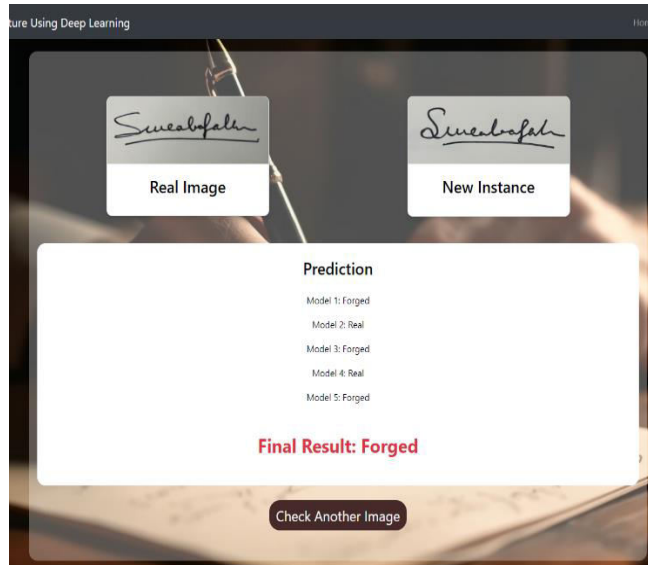 ture Using Deep Learning
Real Image
New Instance
Prediction
Model 1: Forged
Model 2: Real
Model 3: Forged
Model 4: Real
Model 5: Forged
Final Result: Forged
Check Another Image